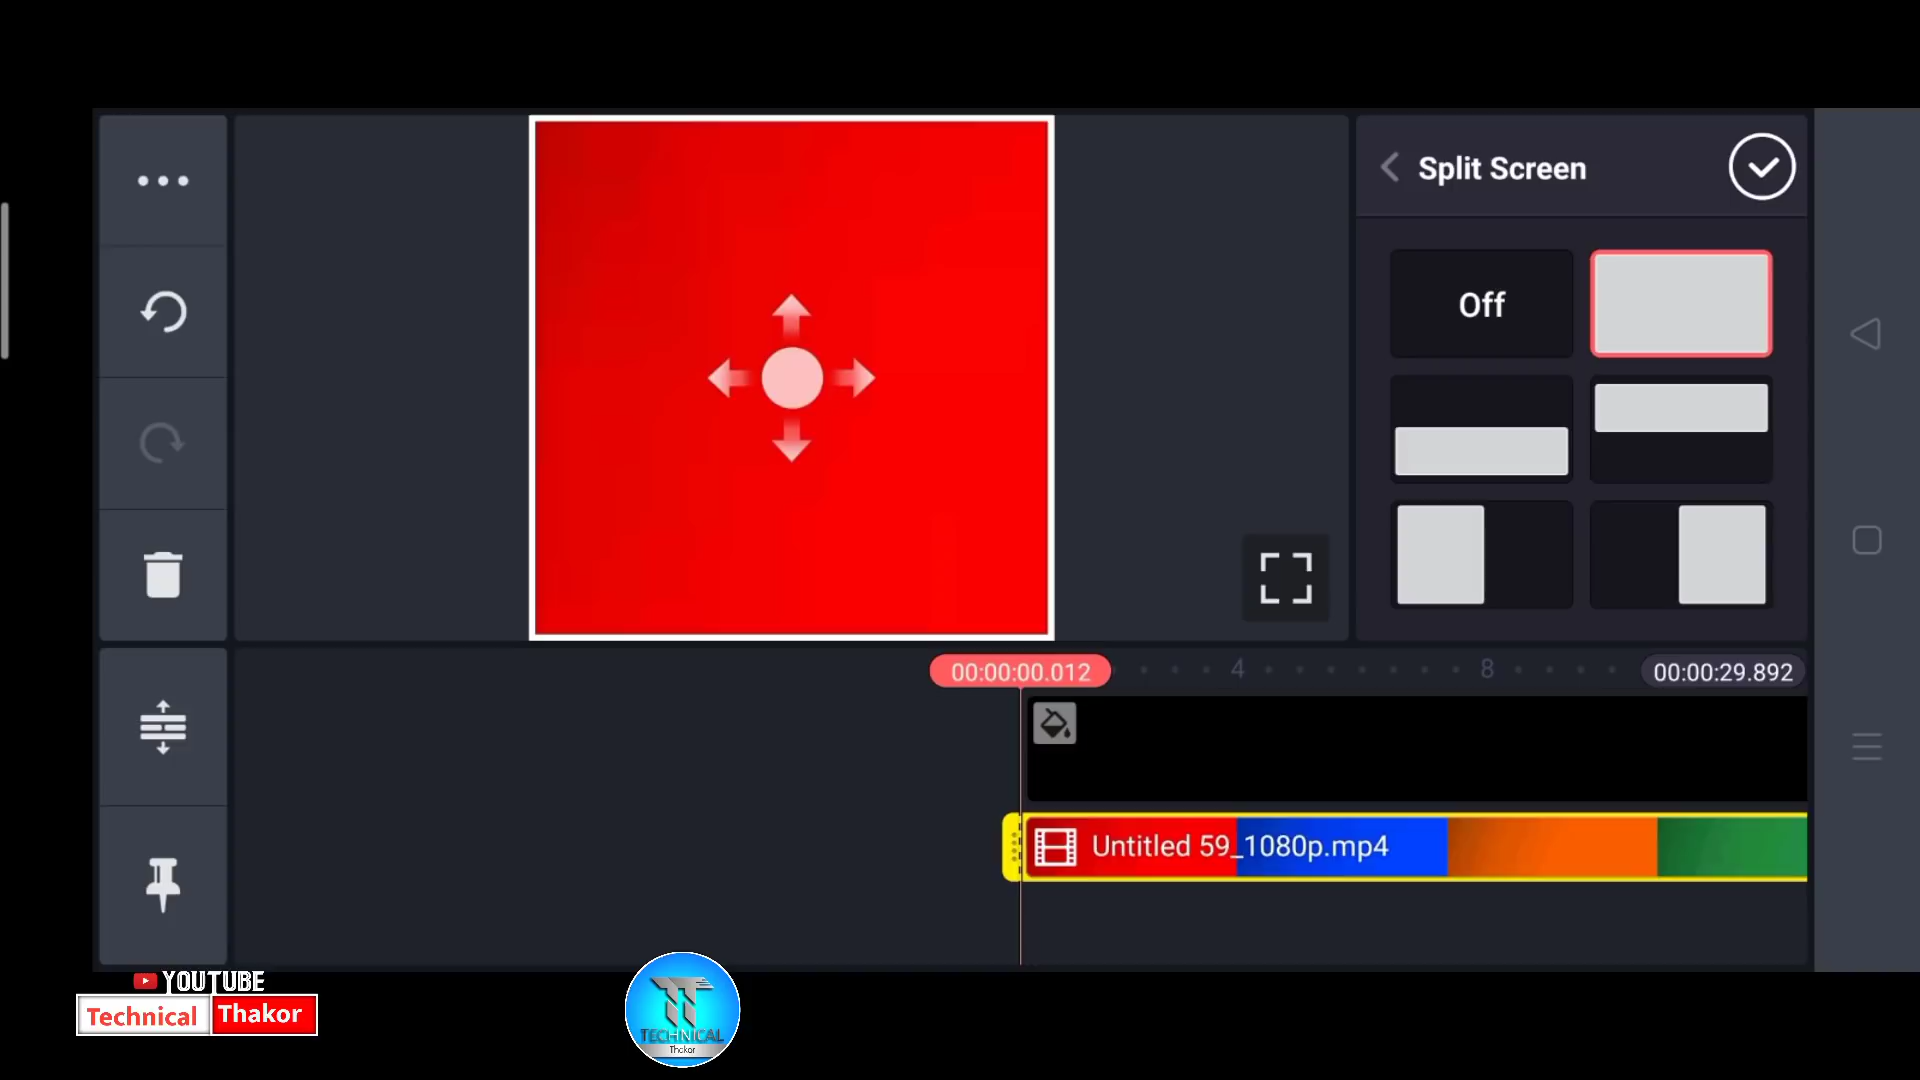 Split Screen
Off
00:00:00.012
4
8
00:00:29.892
Untitled 59_1080p.mp4
YOUTUBE
Technical Thakor
TECHNICAL
Thakor